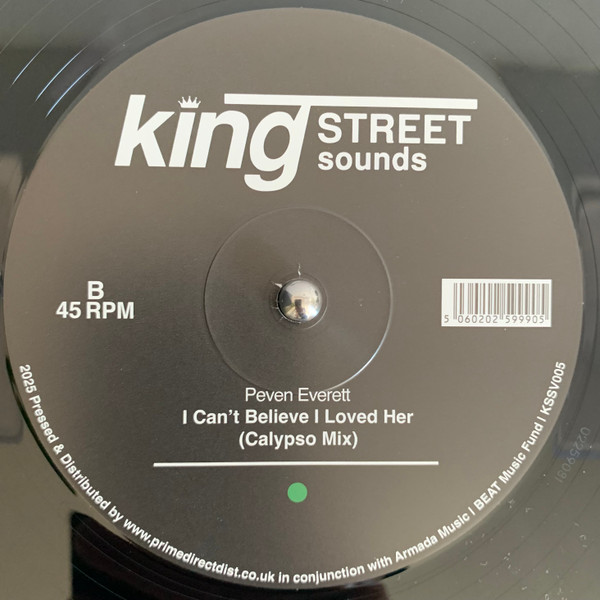 king STREET
sounds
B
45 RPM
5 060202 599905
Peven Everett
I Can't Believe I Loved Her
(Calypso Mix)
2025 Pressed & Distributed by www.primedirectdist.co.uk in conjunction with Armada Music | BEAT Music Fund | KSSV005